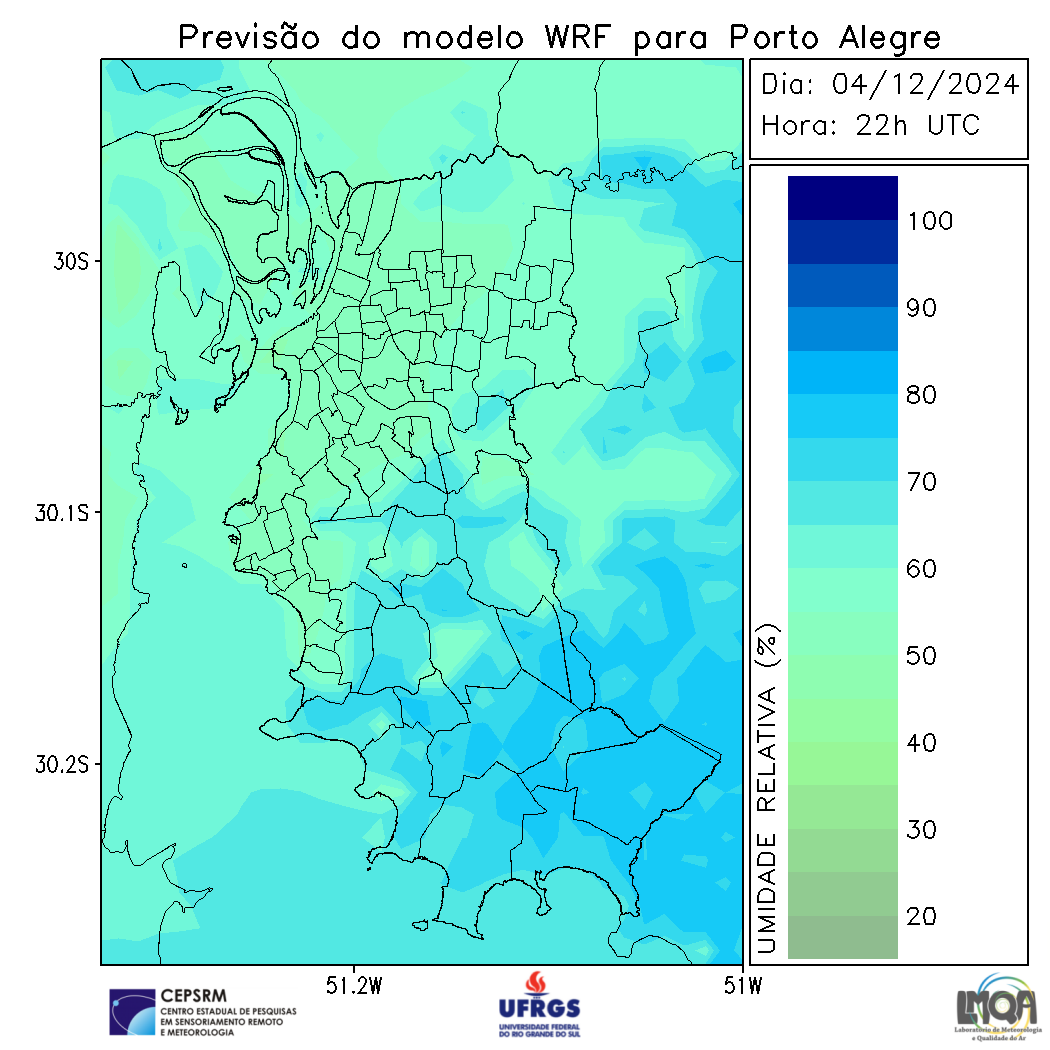 Previsão do modelo WRF para Porto Alegre
Dia: 04/12/2024
Hora: 22h UTC
30S
30.1S
30.2S
51.2W
51W
100
90
80
70
60
50
40
30
20
UMIDADE RELATIVA (%)
CEPSRM
CENTRO ESTADUAL DE PESQUISAS
EM SENSORIAMENTO REMOTO
E METEOROLOGIA
UFRGS
UNIVERSIDADE FEDERAL
DO RIO GRANDE DO SUL
LMQA
Laboratório de Meteorologia
e Qualidade do Ar